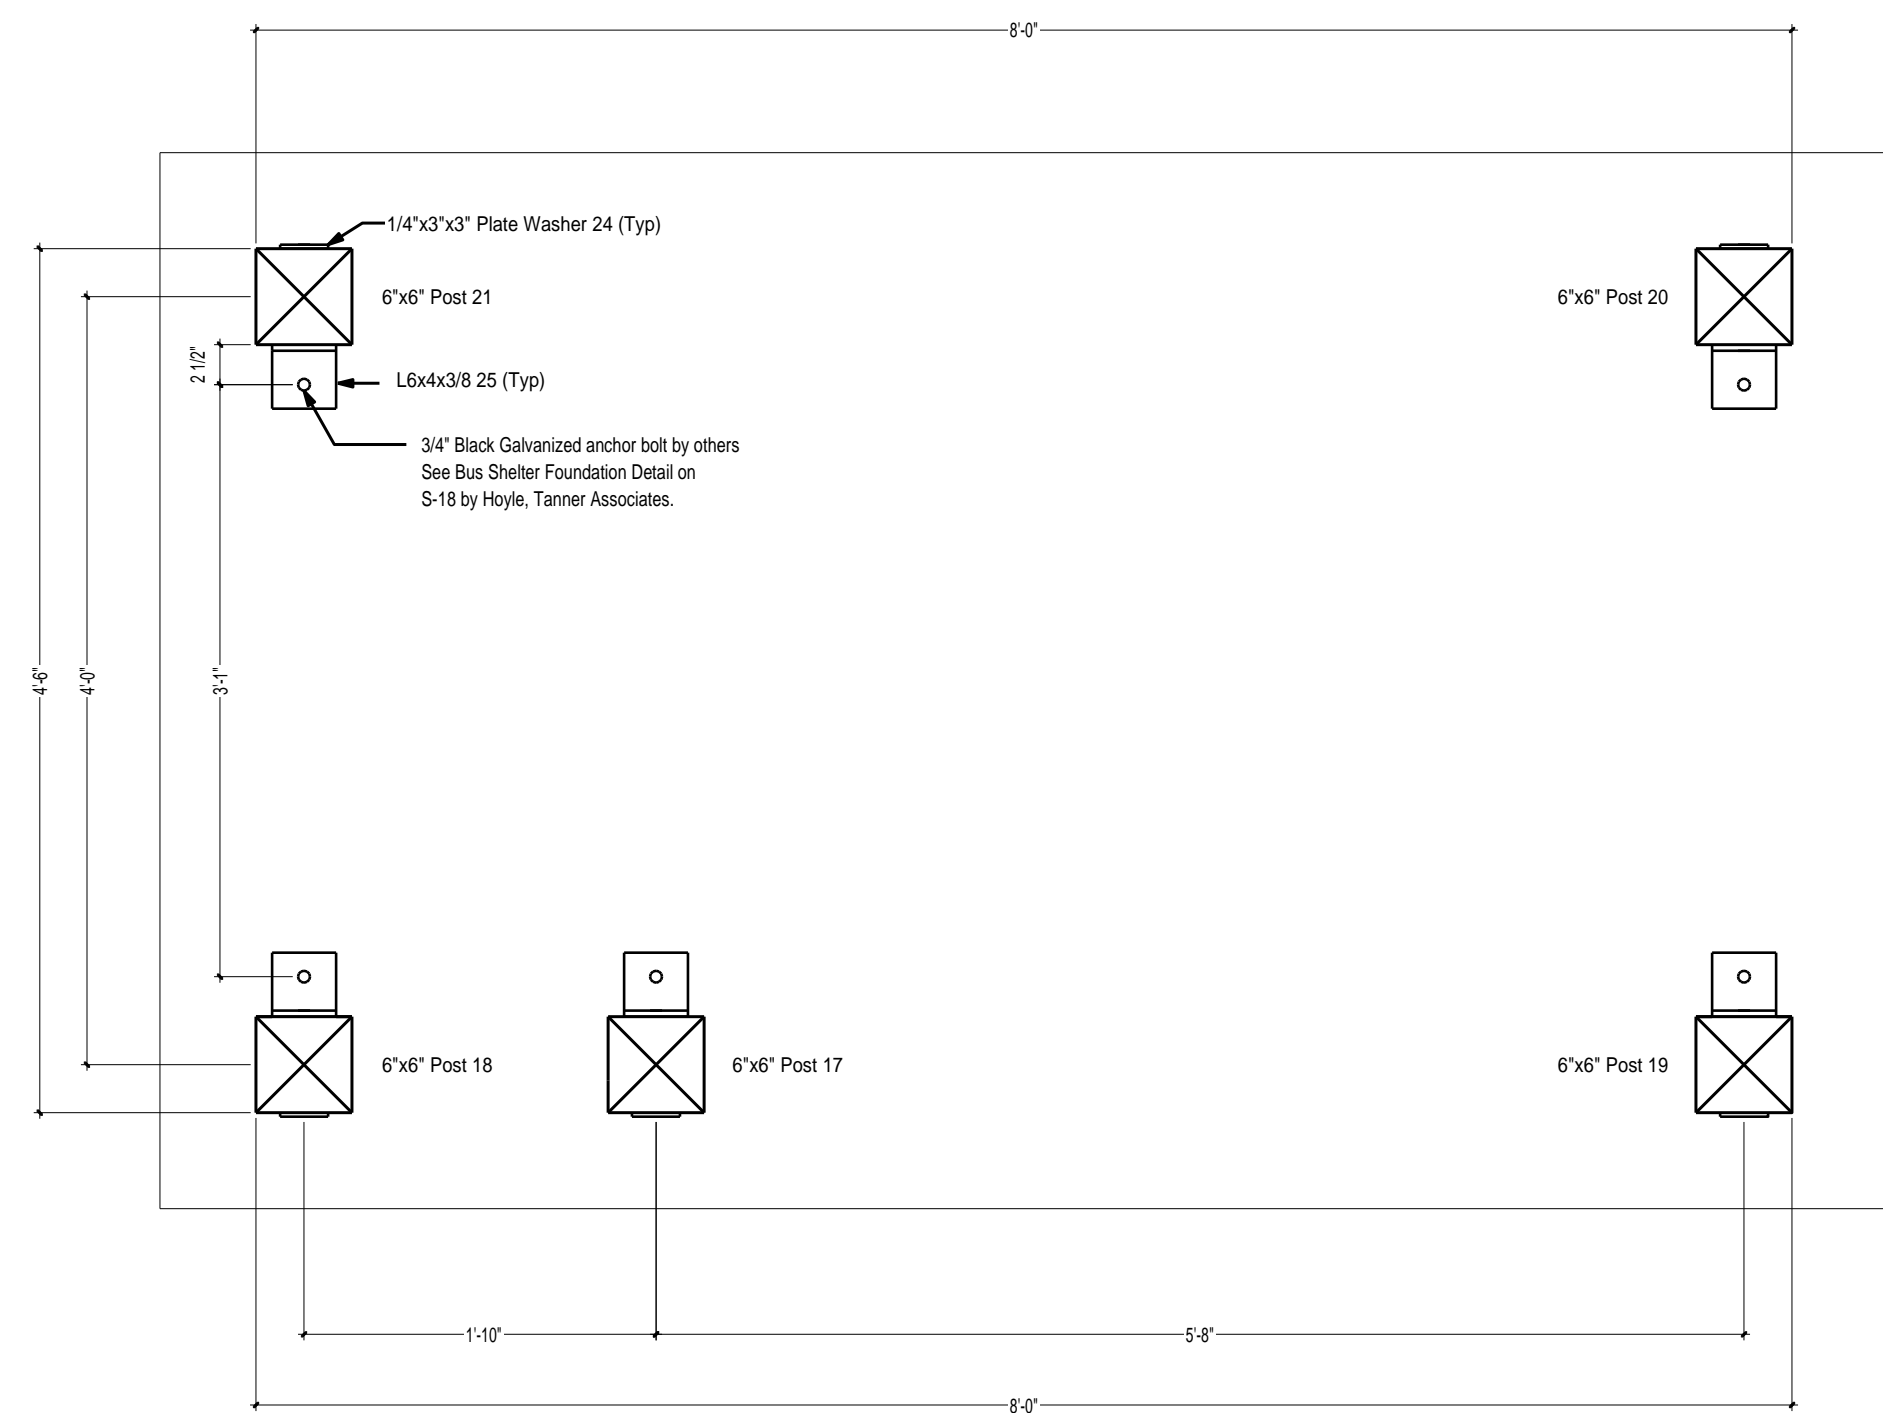 8'-0"
1/4"x3"x3" Plate Washer 24 (Typ)
6"x6" Post 21
6"x6" Post 20
2 1/2"
L6x4x3/8 25 (Typ)
3/4" Black Galvanized anchor bolt by others
See Bus Shelter Foundation Detail on
S-18 by Hoyle, Tanner Associates.
4'-6"
4'-0"
3'-1"
6"x6" Post 18
6"x6" Post 17
6"x6" Post 19
1'-10"
5'-8"
8'-0"